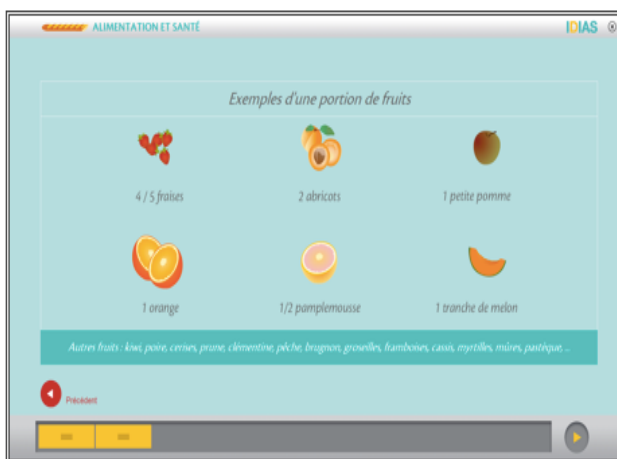 ALIMENTATION ET SANTÉ
IDIAS
Exemples d'une portion de fruits
4 / 5 fraises
2 abricots
1 petite pomme
1 orange
1/2 pamplemousse
1 tranche de melon
Autres fruits : kiwi, poire, cerises, prune, clémentine, pêche, brugnon, groseilles, framboises, cassis, myrtilles, mûres, pastèque, ...
Précédent